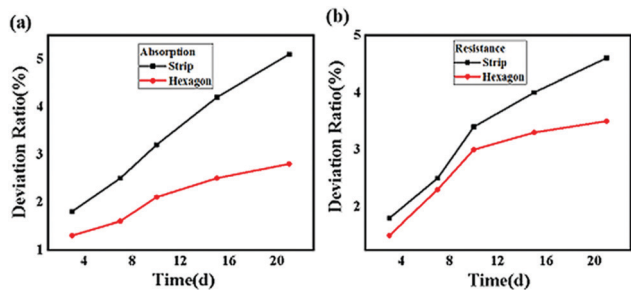 (a)
Absorption
Strip
Hexagon
Deviation Ratio(%)
5
4
3
2
1
4 8 12 16 20
Time(d)
(b)
Resistance
Strip
Hexagon
Deviation Ratio(%)
5
4
3
2
4 8 12 16 20
Time(d)